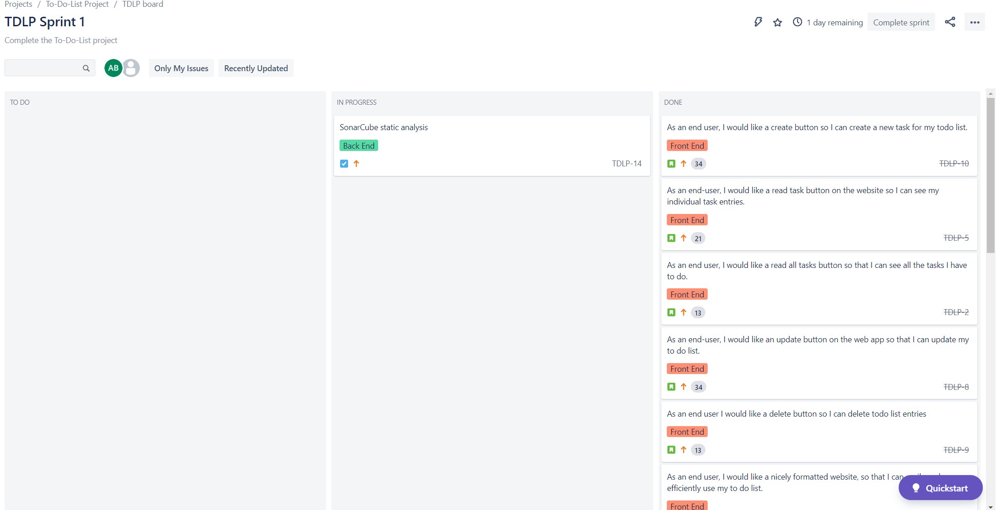 Projects / To-Do-List Project / TDLP board
TDLP Sprint 1
1 day remaining
Complete sprint
Complete the To-Do-List project
AB
Only My Issues
Recently Updated
TO DO
IN PROGRESS
SonarCube static analysis
Back End
TDLP-14
DONE
As an end user, I would like a create button so I can create a new task for my todo list.
Front End
34
TDLP-10
As an end-user, I would like a read task button on the website so I can see my
individual task entries.
Front End
21
TDLP-5
As an end user, I would like a read all tasks button so that I can see all the tasks I have
to do.
Front End
13
TDLP-2
As an end-user, I would like an update button on the web app so that I can update my
to do list.
Front End
34
TDLP-8
As an end user I would like a delete button so I can delete todo list entries
Front End
13
TDLP-9
As an end user, I would like a nicely formatted website, so that I can
efficiently use my to do list.
Front End
Quickstart